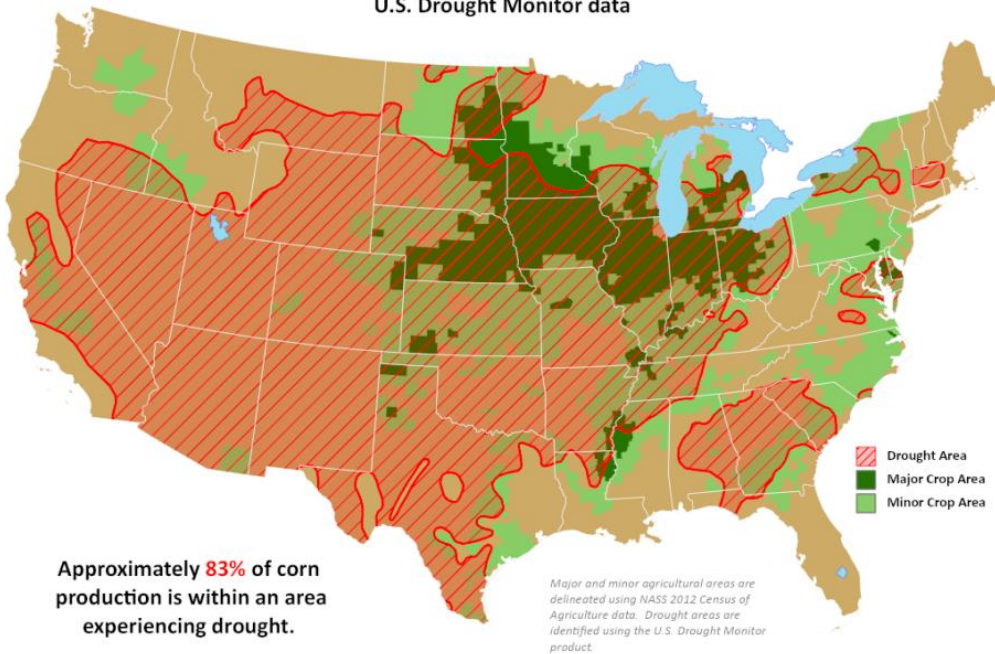 U.S. Drought Monitor data
Drought Area
Major Crop Area
Minor Crop Area
Approximately 83% of corn
production is within an area
experiencing drought.
Major and minor agricultural areas are
delineated using NASS 2012 Census of
Agriculture data. Drought areas are
identified using the U.S. Drought Monitor
product